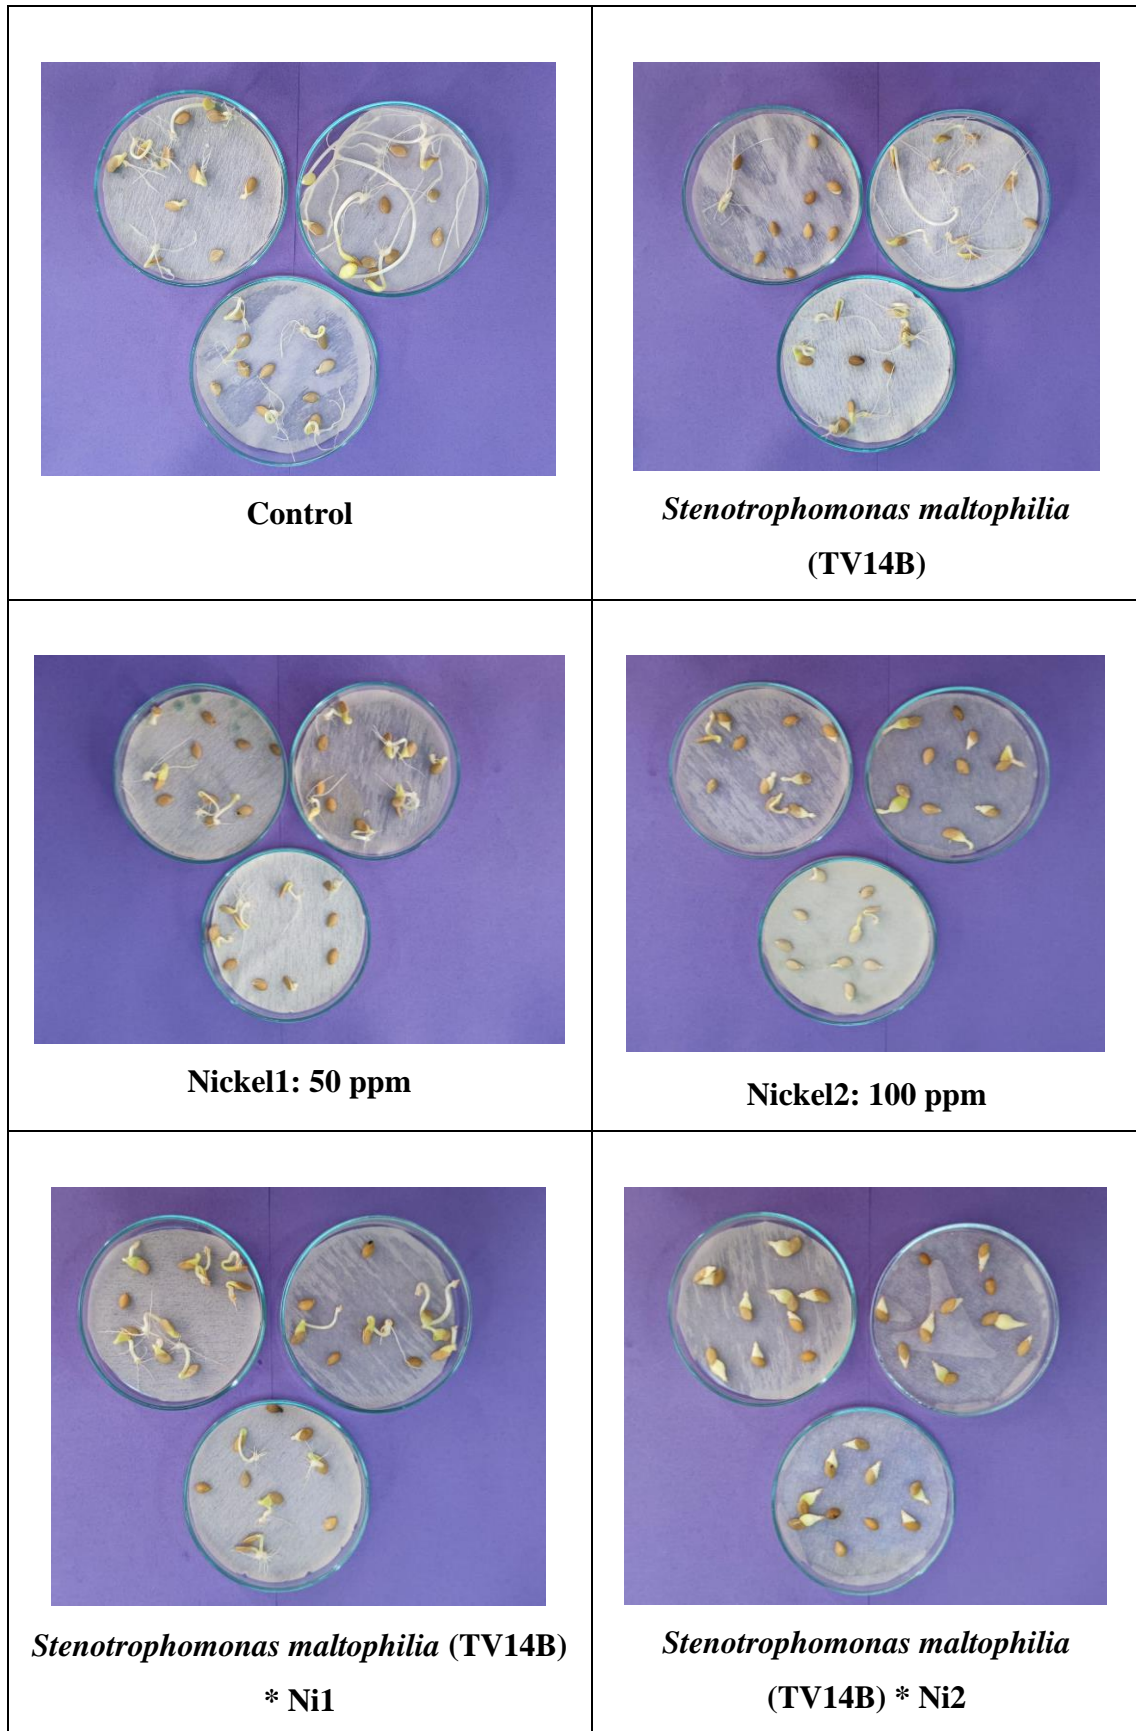 Control
Stenotrophomonas maltophilia
(TV14B)
Nickel1: 50 ppm
Nickel2: 100 ppm
Stenotrophomonas maltophilia (TV14B)
* Ni1
Stenotrophomonas maltophilia
(TV14B) * Ni2